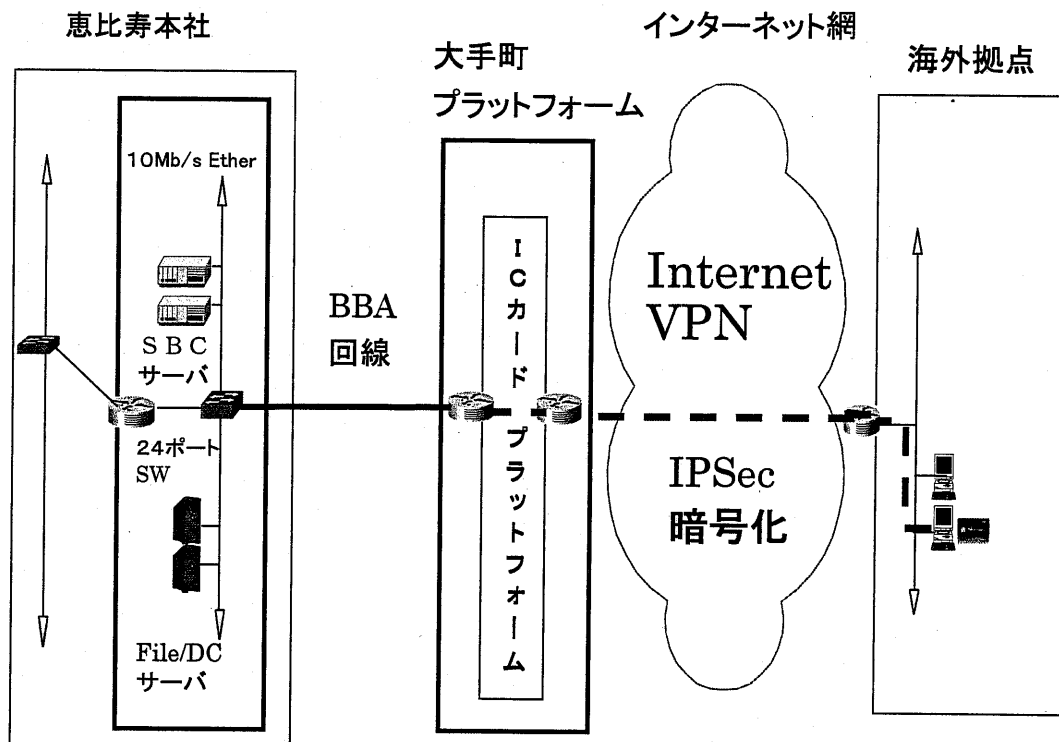 恵比寿本社
10Mb/s Ether
SBC
サーバ
24ポート
SW
File/DC
サーバ
BBA
回線
大手町
プラットフォーム
ICカードプラットフォーム
インターネット網
Internet
VPN
IPSec
暗号化
海外拠点